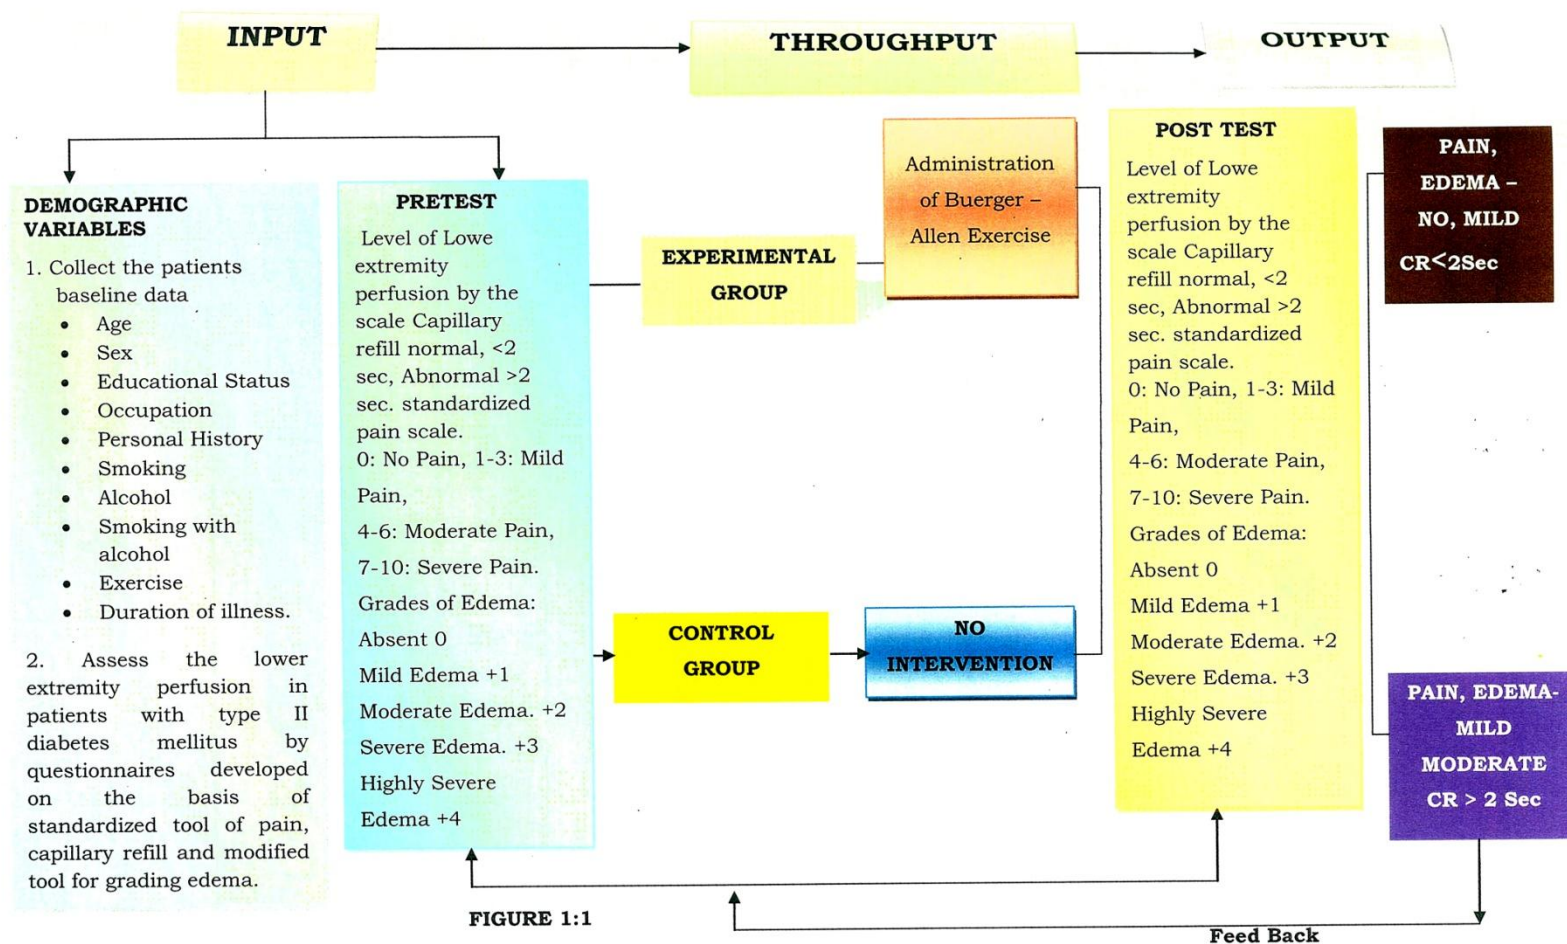 INPUT
THROUGHPUT
OUTPUT
DEMOGRAPHIC
VARIABLES
1. Collect the patients
baseline data
• Age
• Sex
• Educational Status
• Occupation
• Personal History
• Smoking
• Alcohol
• Smoking with
alcohol
• Exercise
• Duration of illness.
2. Assess the lower
extremity perfusion in
patients with type II
diabetes mellitus by
questionnaires developed
on the basis of
standardized tool of pain,
capillary refill and modified
tool for grading edema.
PRETEST
Level of Lowe
extremity
perfusion by the
scale Capillary
refill normal, <2
sec, Abnormal >2
sec. standardized
pain scale.
0: No Pain, 1-3: Mild
Pain,
4-6: Moderate Pain,
7-10: Severe Pain.
Grades of Edema:
Absent 0
Mild Edema +1
Moderate Edema. +2
Severe Edema. +3
Highly Severe
Edema +4
EXPERIMENTAL
GROUP
Administration
of Buerger –
Allen Exercise
CONTROL
GROUP
NO
INTERVENTION
POST TEST
Level of Lowe
extremity
perfusion by the
scale Capillary
refill normal, <2
sec, Abnormal >2
sec. standardized
pain scale.
0: No Pain, 1-3: Mild
Pain,
4-6: Moderate Pain,
7-10: Severe Pain.
Grades of Edema:
Absent 0
Mild Edema +1
Moderate Edema. +2
Severe Edema. +3
Highly Severe
Edema +4
PAIN,
EDEMA –
NO, MILD
CR<2Sec
PAIN, EDEMA-
MILD
MODERATE
CR > 2 Sec
FIGURE 1:1
Feed Back